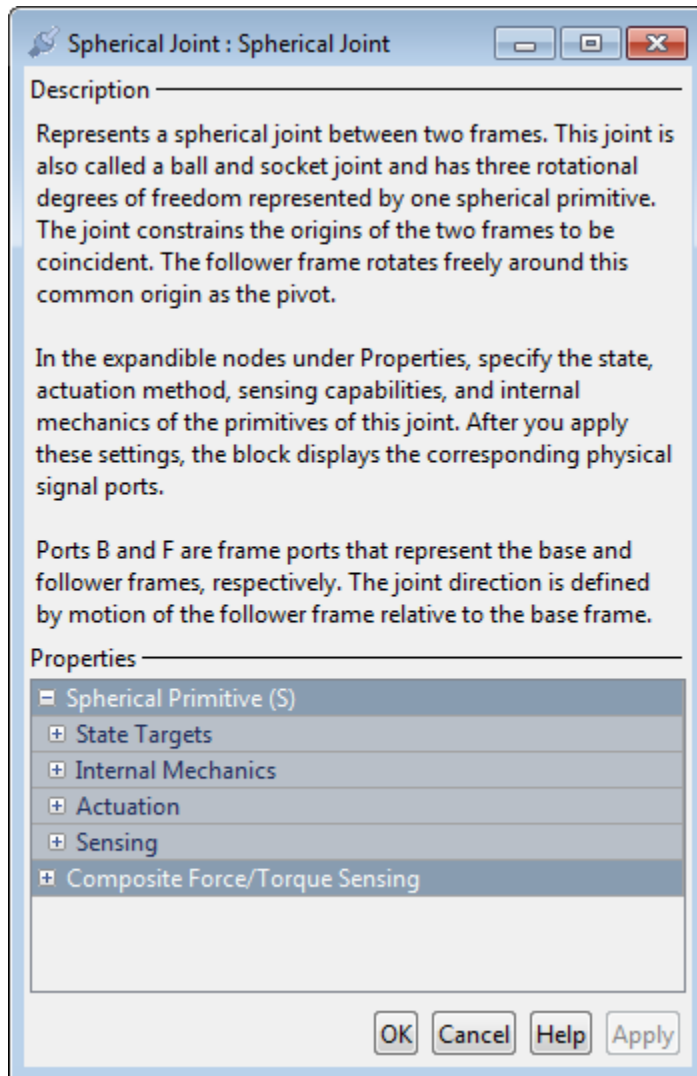 Spherical Joint : Spherical Joint
Description
Represents a spherical joint between two frames. This joint is
also called a ball and socket joint and has three rotational
degrees of freedom represented by one spherical primitive.
The joint constrains the origins of the two frames to be
coincident. The follower frame rotates freely around this
common origin as the pivot.
In the expandible nodes under Properties, specify the state,
actuation method, sensing capabilities, and internal
mechanics of the primitives of this joint. After you apply
these settings, the block displays the corresponding physical
signal ports.
Ports B and F are frame ports that represent the base and
follower frames, respectively. The joint direction is defined
by motion of the follower frame relative to the base frame.
Properties
Spherical Primitive (S)
State Targets
Internal Mechanics
Actuation
Sensing
Composite Force/Torque Sensing
OK Cancel Help Apply